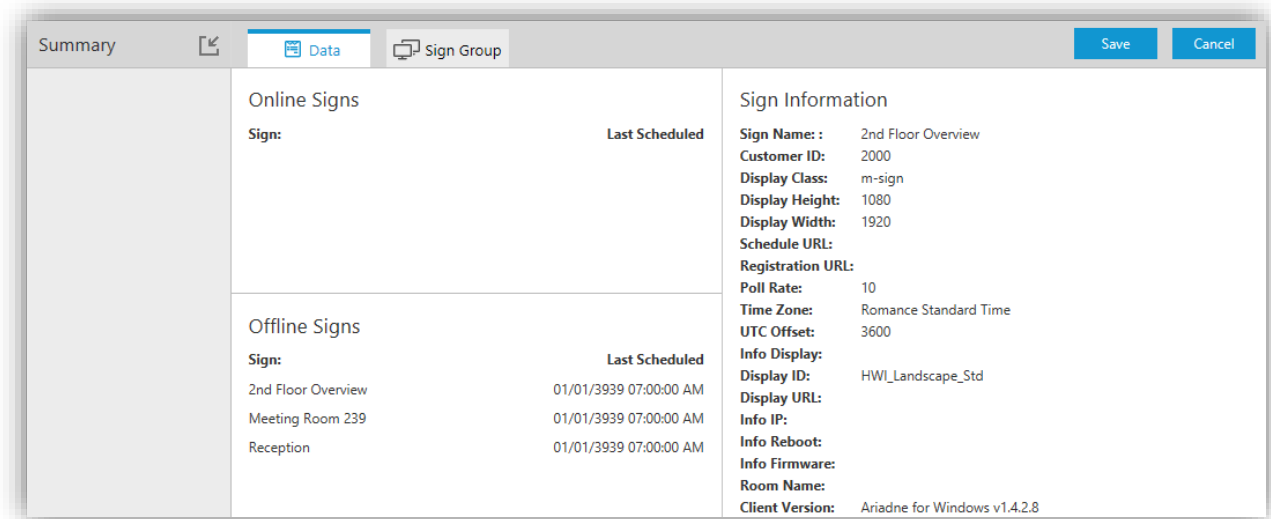 Summary
Data
Sign Group
Save
Cancel
Online Signs
Sign: Last Scheduled
Offline Signs
Sign: Last Scheduled
2nd Floor Overview 01/01/3939 07:00:00 AM
Meeting Room 239 01/01/3939 07:00:00 AM
Reception 01/01/3939 07:00:00 AM
Sign Information
Sign Name: : 2nd Floor Overview
Customer ID: 2000
Display Class: m-sign
Display Height: 1080
Display Width: 1920
Schedule URL:
Registration URL:
Poll Rate: 10
Time Zone: Romance Standard Time
UTC Offset: 3600
Info Display:
Display ID: HWI_Landscape_Std
Display URL:
Info IP:
Info Reboot:
Info Firmware:
Room Name:
Client Version: Ariadne for Windows v1.4.2.8